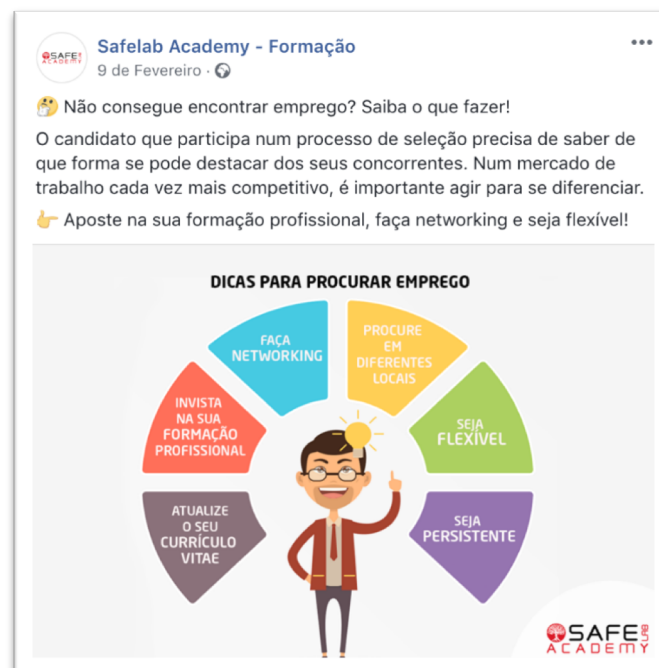 SAFE LAB
ACADEMY
Safelab Academy - Formação
9 de Fevereiro ·
🤔 Não consegue encontrar emprego? Saiba o que fazer!
O candidato que participa num processo de seleção precisa de saber de
que forma se pode destacar dos seus concorrentes. Num mercado de
trabalho cada vez mais competitivo, é importante agir para se diferenciar.
👉 Aposte na sua formação profissional, faça networking e seja flexível!
DICAS PARA PROCURAR EMPREGO
ATUALIZE
O SEU
CURRÍCULO
VITAE
INVISTA
NA SUA
FORMAÇÃO
PROFISSIONAL
FAÇA
NETWORKING
PROCURE
EM
DIFERENTES
LOCAIS
SEJA
FLEXÍVEL
SEJA
PERSISTENTE
SAFE LAB
ACADEMY